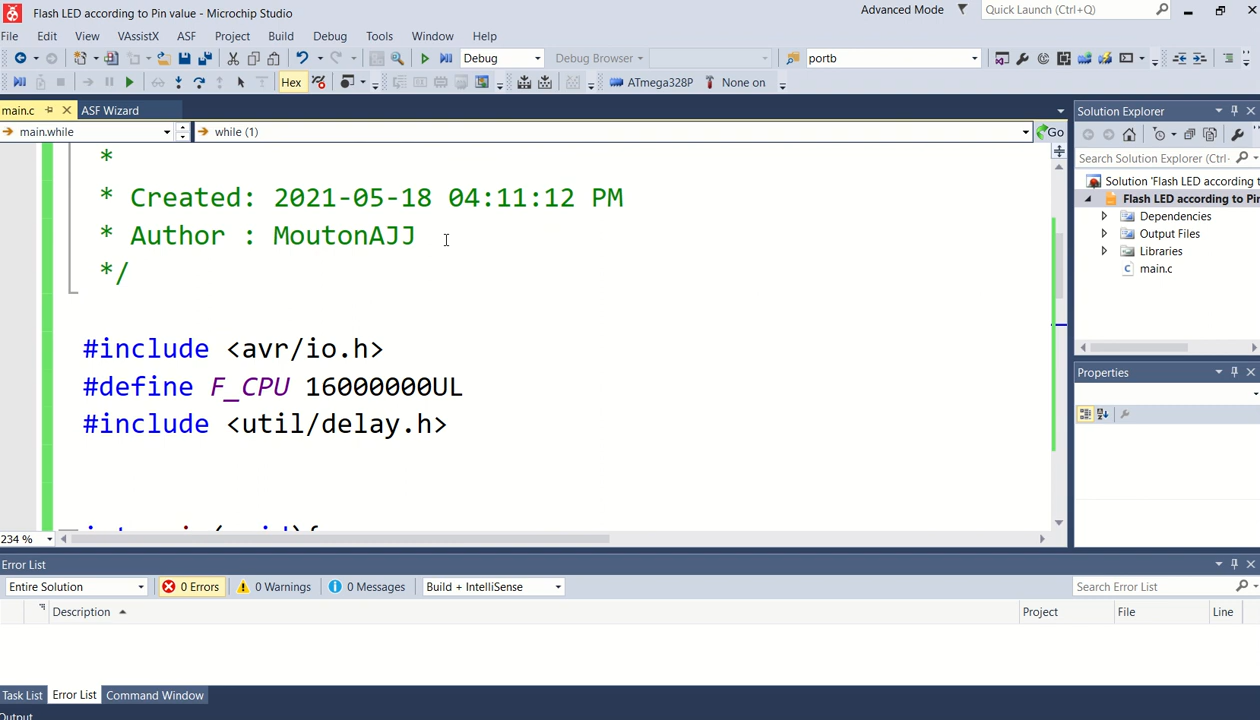 Flash LED according to Pin value - Microchip Studio
Advanced Mode
Quick Launch (Ctrl+Q)
File Edit View VAssistX ASF Project Build Debug Tools Window Help
Debug
Debug Browser
portb
Hex
ATmega328P
None on
main.c
ASF Wizard
main.while
while (1)
Go
*
* Created: 2021-05-18 04:11:12 PM
* Author : MoutonAJJ
*/
#include <avr/io.h>
#define F_CPU 16000000UL
#include <util/delay.h>
234 %
Solution Explorer
Search Solution Explorer (Ctrl-
Solution 'Flash LED according to
Flash LED according to Pin
Dependencies
Output Files
Libraries
main.c
Properties
Error List
Entire Solution
0 Errors
0 Warnings
0 Messages
Build + IntelliSense
Search Error List
Description
Project
File
Line
Task List
Error List
Command Window
Output